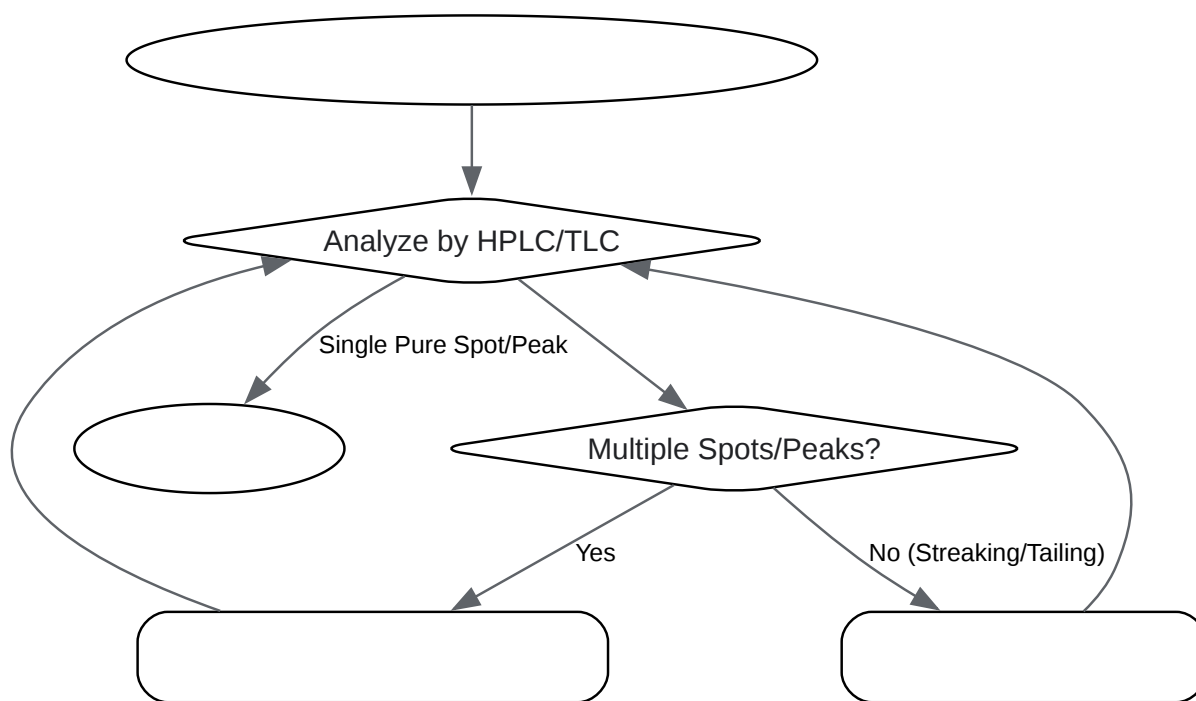 Analyze by HPLC/TLC
Single Pure Spot/Peak
Multiple Spots/Peaks?
Yes
No (Streaking/Tailing)